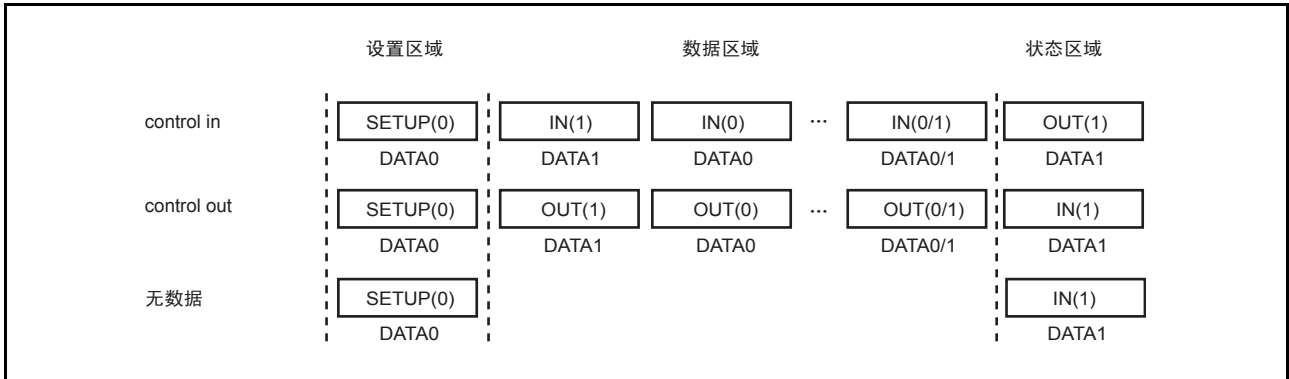 设置区域 数据区域 状态区域
control in SETUP(0) IN(1) IN(0) ... IN(0/1) OUT(1)
DATA0 DATA1 DATA0 DATA0/1 DATA1
control out SETUP(0) OUT(1) OUT(0) ... OUT(0/1) IN(1)
DATA0 DATA1 DATA0 DATA0/1 DATA1
无数据 SETUP(0) IN(1)
DATA0 DATA1